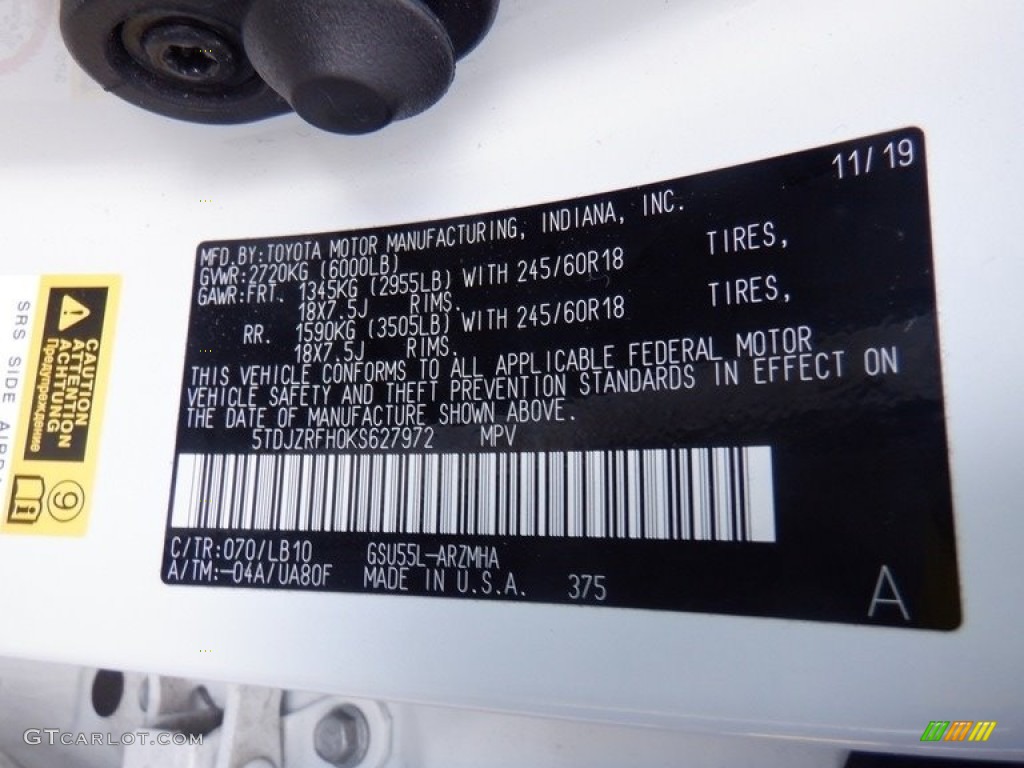 11/19
MFD.BY:TOYOTA MOTOR MANUFACTURING, INDIANA, INC.
GVWR:2720KG (6000LB)
GAWR:FRT. 1345KG (2955LB) WITH 245/60R18 TIRES,
18X7.5J RIMS.
RR. 1590KG (3505LB) WITH 245/60R18 TIRES,
18X7.5J RIMS.
THIS VEHICLE CONFORMS TO ALL APPLICABLE FEDERAL MOTOR
VEHICLE SAFETY AND THEFT PREVENTION STANDARDS IN EFFECT ON
THE DATE OF MANUFACTURE SHOWN ABOVE.
5TDJZRFH0KS627972 MPV
C/TR:070/LB10 GSU55L-ARZMHA
A/TM:-04A/UA80F MADE IN U.S.A. 375
A
CAUTION
ATTENTION
ACHTUNG
Предупреждение
9
i
SRS SIDE
GTCARLOT.COM